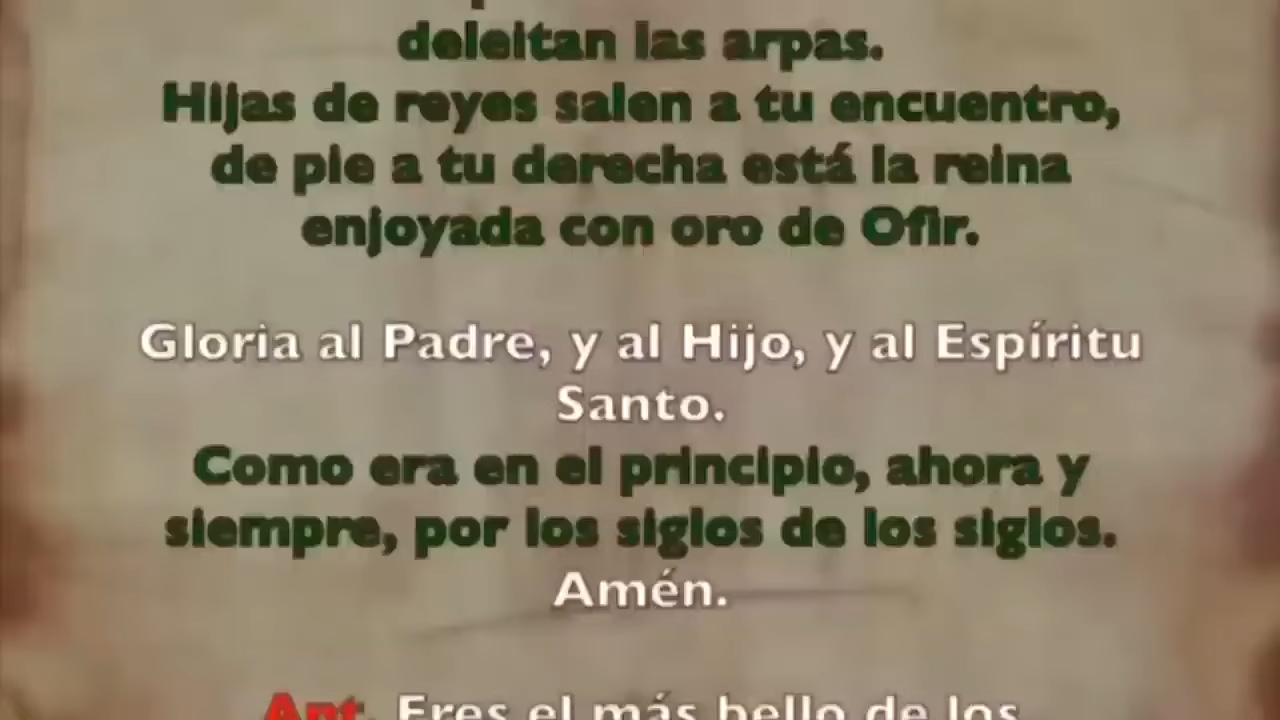 deleitan las arpas.
Hijas de reyes salen a tu encuentro,
de pie a tu derecha está la reina
enjoyada con oro de Ofir.
Gloria al Padre, y al Hijo, y al Espíritu
Santo.
Como era en el principio, ahora y
siempre, por los siglos de los siglos.
Amén.
Ant. Eres el más bello de los